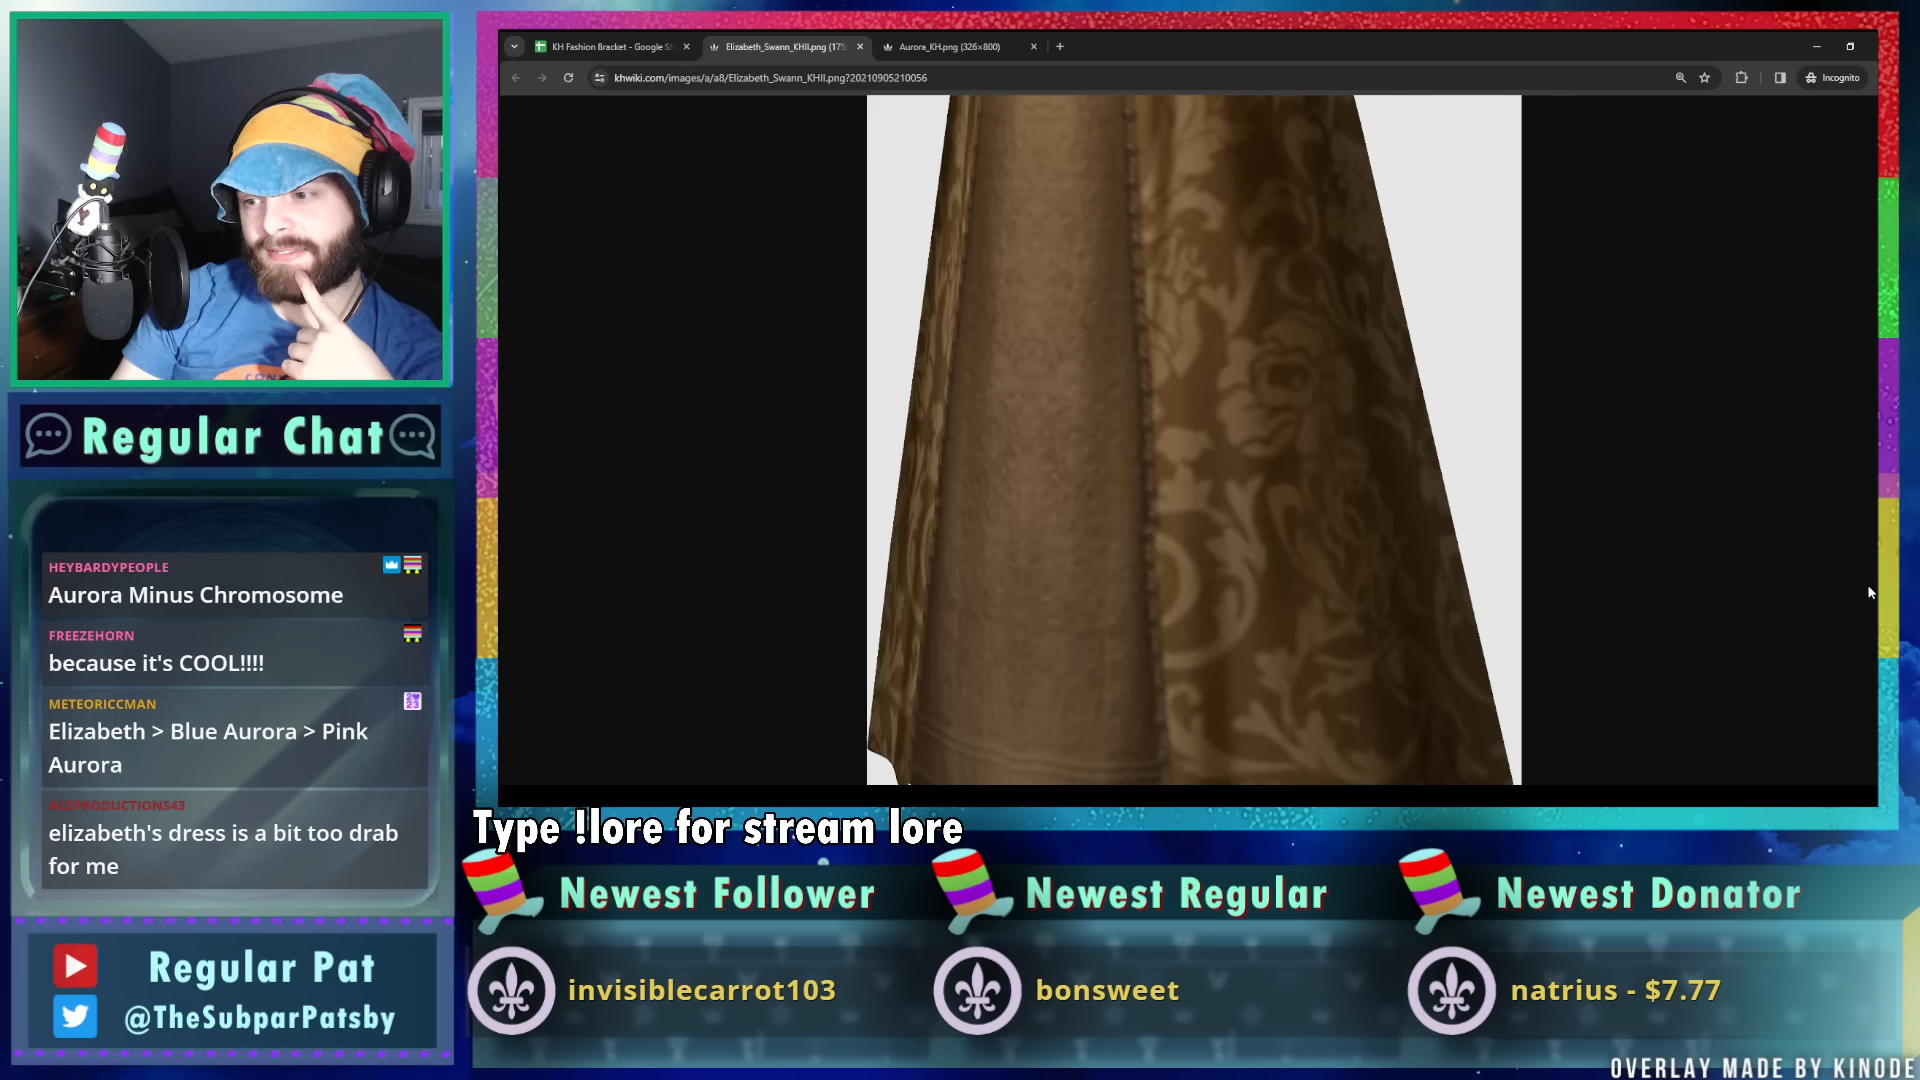 KH Fashion Bracket - Google S
Elizabeth_Swann_KHII.png (175
Aurora_KH.png (326×800)
khwiki.com/images/a/a8/Elizabeth_Swann_KHII.png?20210905210056
Incognito
Regular Chat
HEYBARDYPEOPLE
Aurora Minus Chromosome
FREEZEHORN
because it's COOL!!!!
METEORICCMAN
Elizabeth > Blue Aurora > Pink
Aurora
elizabeth's dress is a bit too drab
for me
Regular Pat
@TheSubparPatsby
Type !lore for stream lore
Newest Follower
invisiblecarrot103
Newest Regular
bonsweet
Newest Donator
natrius - $7.77
OVERLAY MADE BY KINODE